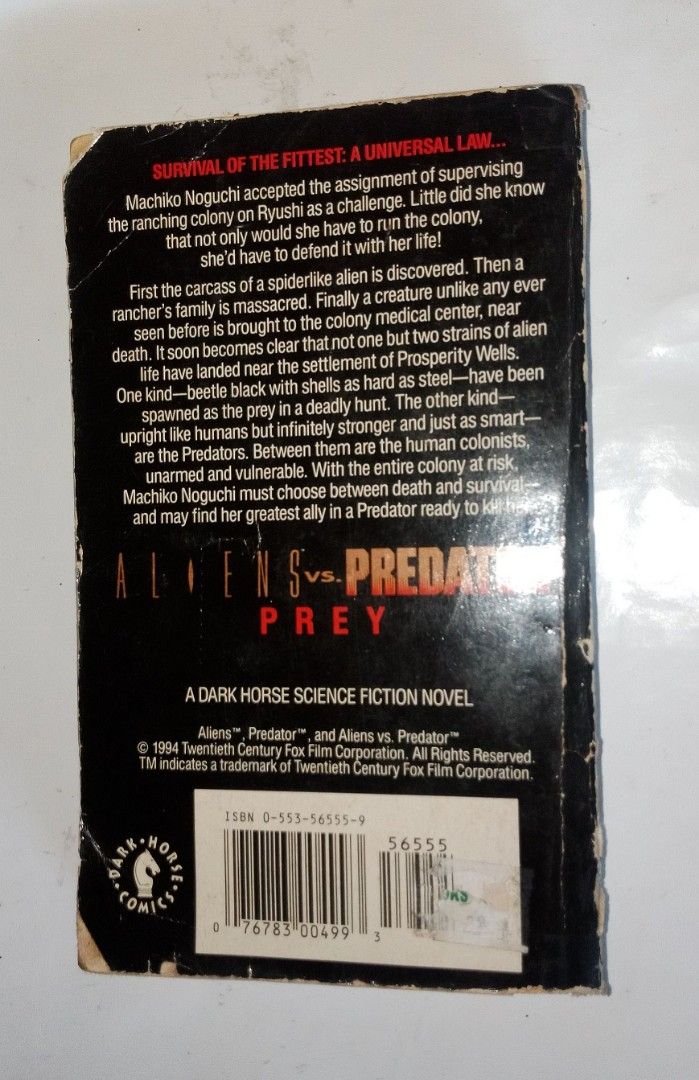 SURVIVAL OF THE FITTEST: A UNIVERSAL LAW...
Machiko Noguchi accepted the assignment of supervising
the ranching colony on Ryushi as a challenge. Little did she know
that not only would she have to run the colony,
she'd have to defend it with her life!
First the carcass of a spiderlike alien is discovered. Then a
rancher's family is massacred. Finally a creature unlike any ever
seen before is brought to the colony medical center, near
death. It soon becomes clear that not one but two strains of alien
life have landed near the settlement of Prosperity Wells.
One kind—beetle black with shells as hard as steel—have been
spawned as the prey in a deadly hunt. The other kind—
upright like humans but infinitely stronger and just as smart—
are the Predators. Between them are the human colonists,
unarmed and vulnerable. With the entire colony at risk,
Machiko Noguchi must choose between death and survival—
and may find her greatest ally in a Predator ready to kill her.
ALIENS VS. PREDATOR
PREY
A DARK HORSE SCIENCE FICTION NOVEL
Aliens™, Predator™, and Aliens vs. Predator™
© 1994 Twentieth Century Fox Film Corporation. All Rights Reserved.
TM indicates a trademark of Twentieth Century Fox Film Corporation.
DARK • HORSE • COMICS •
ISBN 0-553-56555-9
56555
0 76783 00499 3